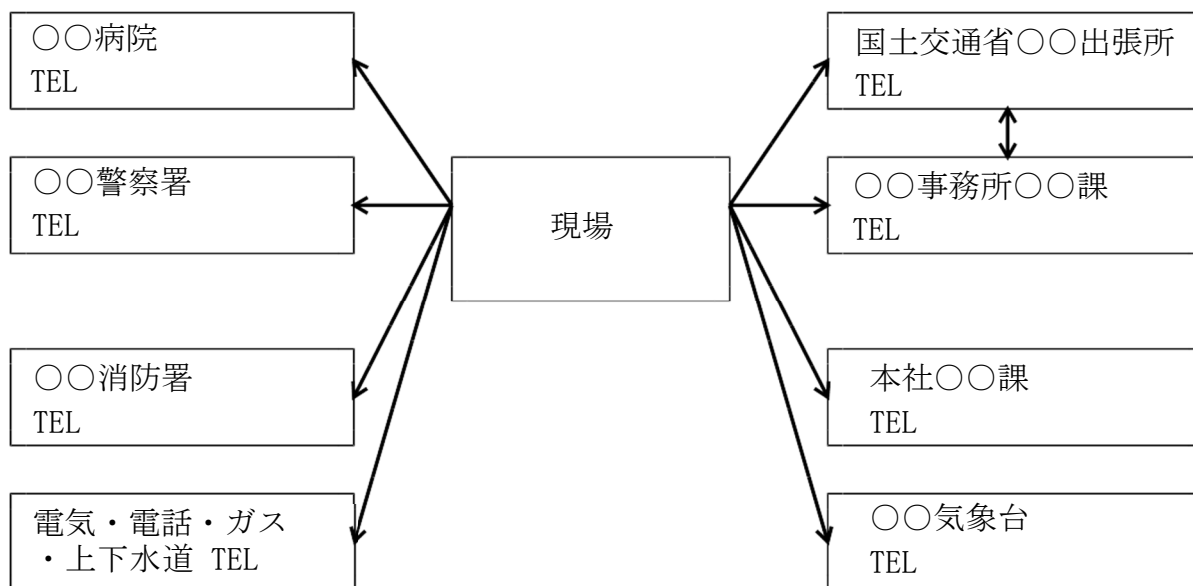 ○○病院
TEL
○○警察署
TEL
○○消防署
TEL
電気・電話・ガス
・上下水道 TEL
現場
国土交通省○○出張所
TEL
○○事務所○○課
TEL
本社○○課
TEL
○○気象台
TEL